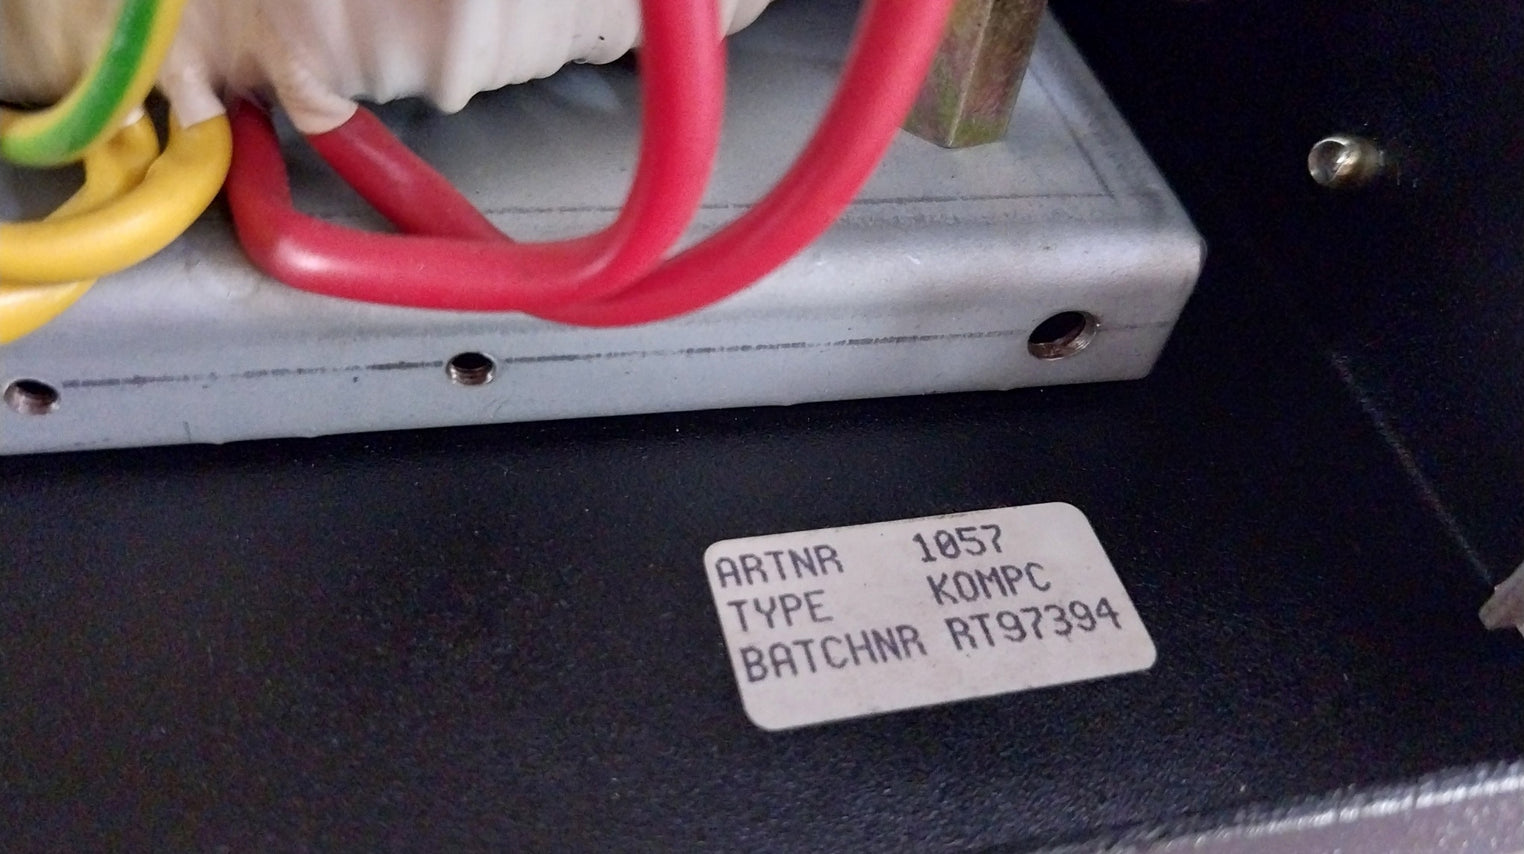 ARTNR 1057
TYPE KOMPC
BATCHNR RT97394